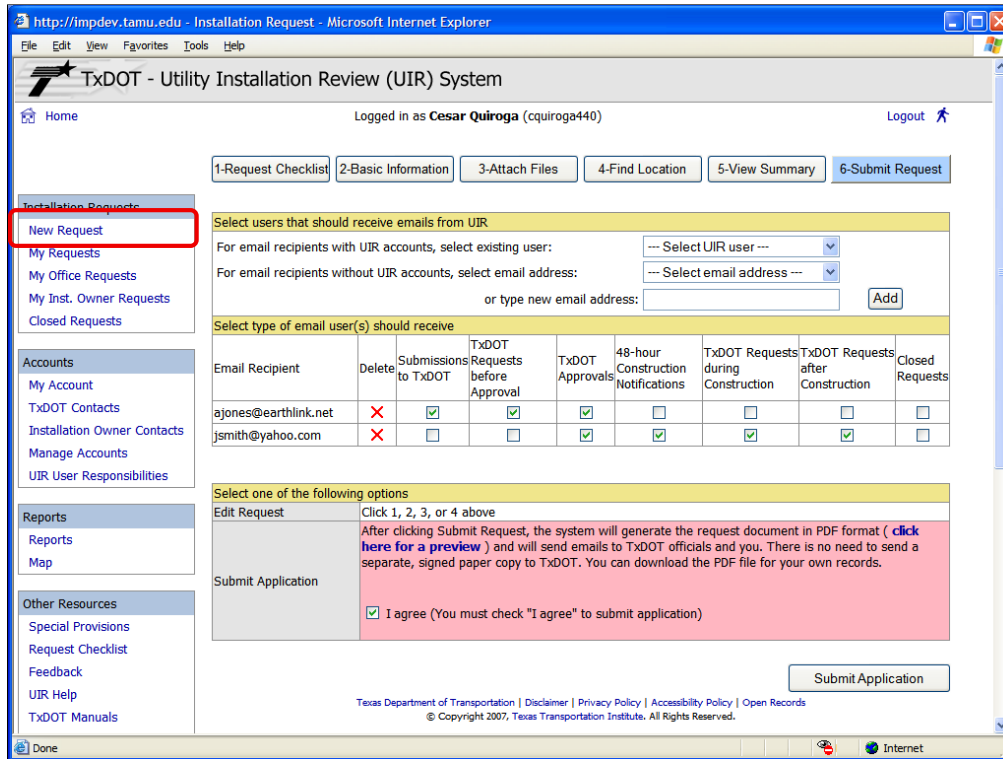 http://impdev.tamu.edu - Installation Request - Microsoft Internet Explorer
File Edit View Favorites Tools Help
TxDOT - Utility Installation Review (UIR) System
Home
Logged in as Cesar Quiroga (cquiroga440)
Logout
1-Request Checklist 2-Basic Information 3-Attach Files 4-Find Location 5-View Summary 6-Submit Request
Installation Requests
New Request
My Requests
My Office Requests
My Inst. Owner Requests
Closed Requests
Accounts
My Account
TxDOT Contacts
Installation Owner Contacts
Manage Accounts
UIR User Responsibilities
Reports
Reports
Map
Other Resources
Special Provisions
Request Checklist
Feedback
UIR Help
TxDOT Manuals
Select users that should receive emails from UIR
For email recipients with UIR accounts, select existing user: --- Select UIR user ---
For email recipients without UIR accounts, select email address: --- Select email address ---
or type new email address: Add
Select type of email user(s) should receive
Email Recipient
Delete
Submissions to TxDOT
TxDOT Requests before Approval
TxDOT Approvals
48-hour Construction Notifications
TxDOT Requests during Construction
TxDOT Requests after Construction
Closed Requests
ajones@earthlink.net
jsmith@yahoo.com
Select one of the following options
Edit Request Click 1, 2, 3, or 4 above
Submit Application
After clicking Submit Request, the system will generate the request document in PDF format ( click
here for a preview ) and will send emails to TxDOT officials and you. There is no need to send a
separate, signed paper copy to TxDOT. You can download the PDF file for your own records.
I agree (You must check "I agree" to submit application)
Submit Application
Texas Department of Transportation | Disclaimer | Privacy Policy | Accessibility Policy | Open Records
© Copyright 2007, Texas Transportation Institute. All Rights Reserved.
Done
Internet